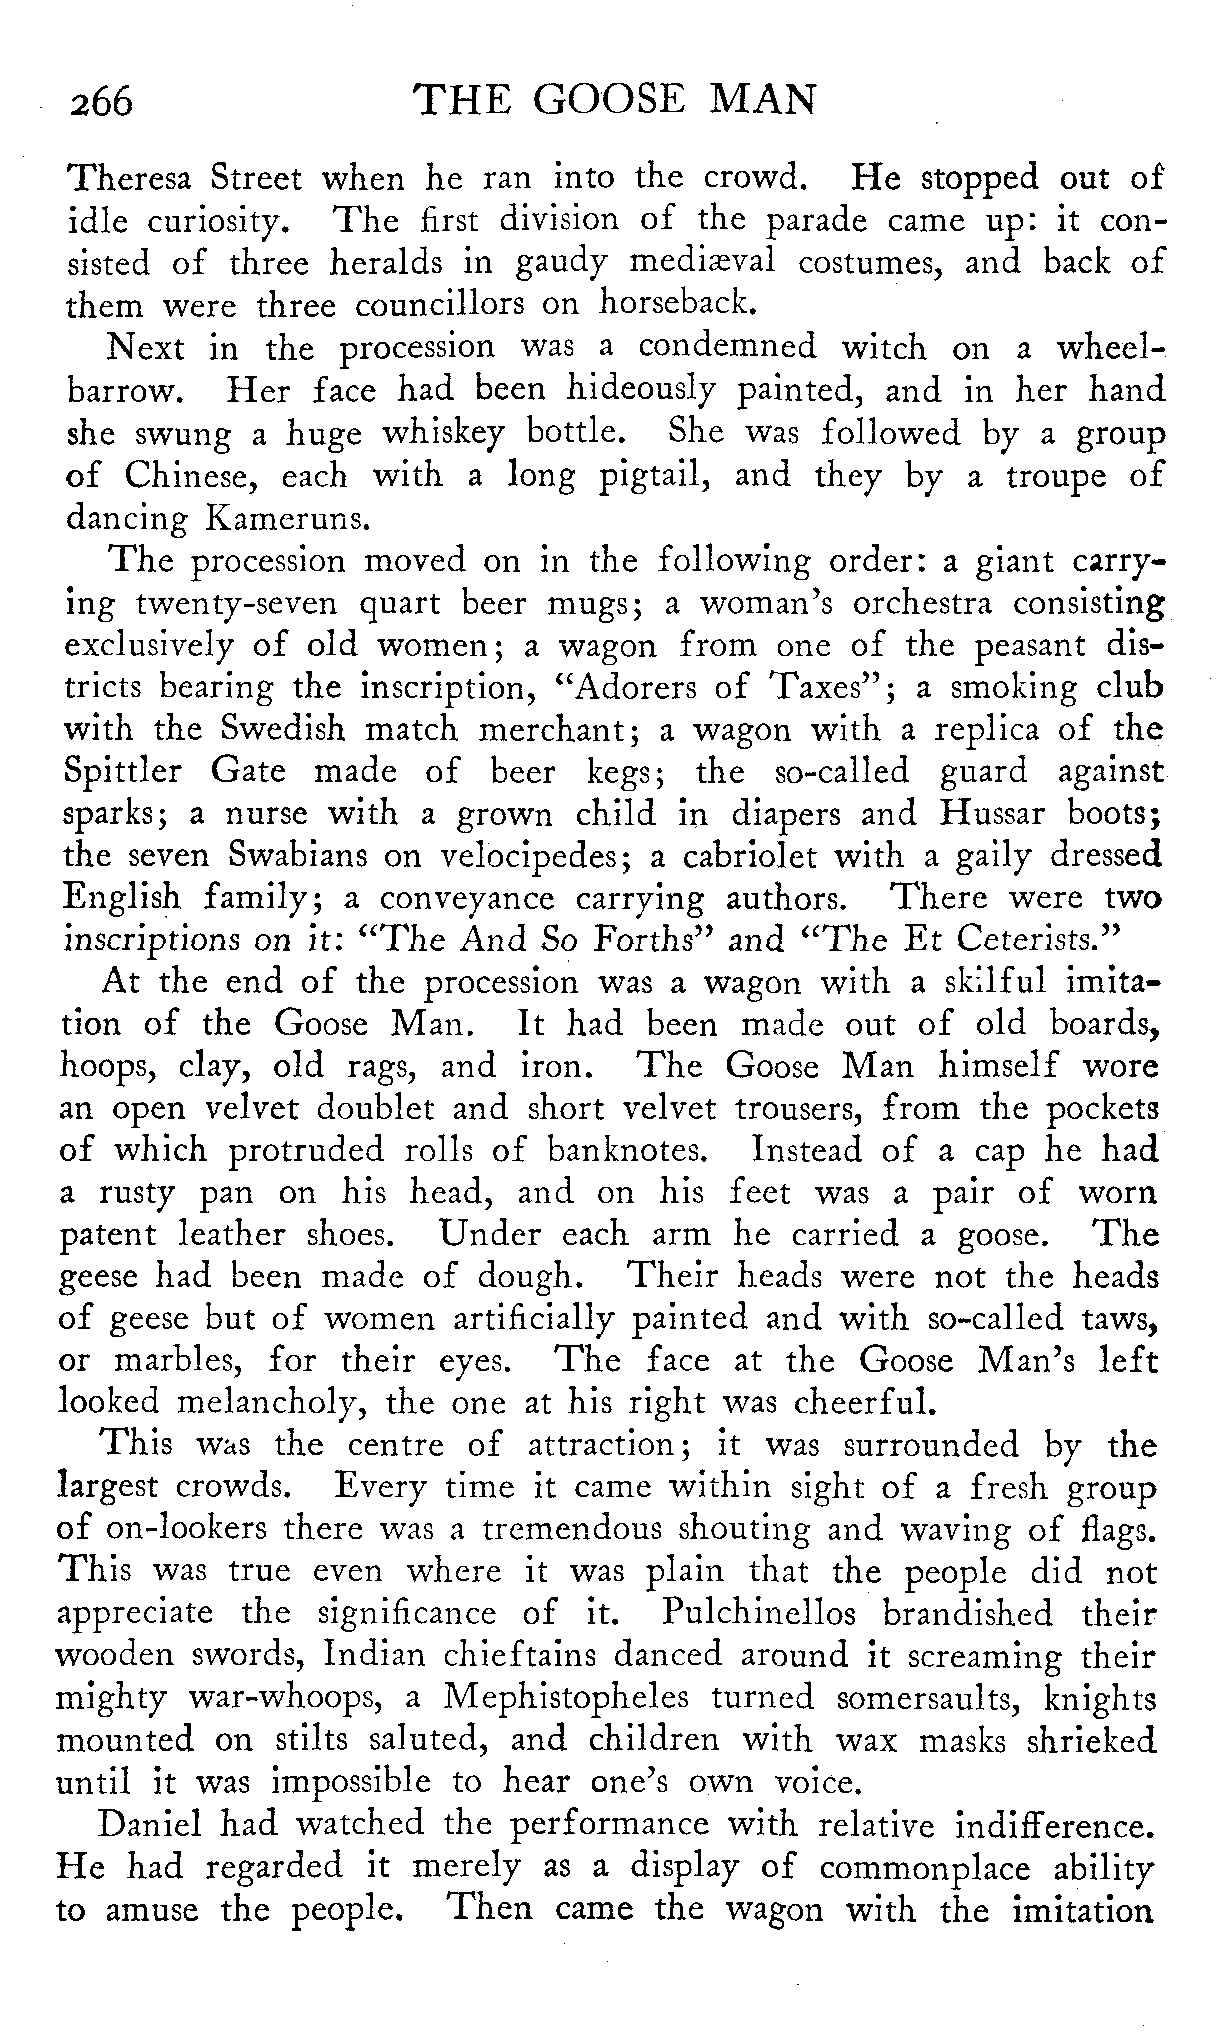 266 THE GOOSE MAN
Theresa Street when he ran into the crowd. He stopped out of
idle curiosity. The first division of the parade came up: it con-
sisted of three heralds in gaudy mediæval costumes, and back of
them were three councillors on horseback.
Next in the procession was a condemned witch on a wheel-
barrow. Her face had been hideously painted, and in her hand
she swung a huge whiskey bottle. She was followed by a group
of Chinese, each with a long pigtail, and they by a troupe of
dancing Kameruns.
The procession moved on in the following order: a giant carry-
ing twenty-seven quart beer mugs; a woman's orchestra consisting
exclusively of old women; a wagon from one of the peasant dis-
tricts bearing the inscription, "Adorers of Taxes"; a smoking club
with the Swedish match merchant; a wagon with a replica of the
Spittler Gate made of beer kegs; the so-called guard against
sparks; a nurse with a grown child in diapers and Hussar boots;
the seven Swabians on velocipedes; a cabriolet with a gaily dressed
English family; a conveyance carrying authors. There were two
inscriptions on it: "The And So Forths" and "The Et Ceterists."
At the end of the procession was a wagon with a skilful imita-
tion of the Goose Man. It had been made out of old boards,
hoops, clay, old rags, and iron. The Goose Man himself wore
an open velvet doublet and short velvet trousers, from the pockets
of which protruded rolls of banknotes. Instead of a cap he had
a rusty pan on his head, and on his feet was a pair of worn
patent leather shoes. Under each arm he carried a goose. The
geese had been made of dough. Their heads were not the heads
of geese but of women artificially painted and with so-called taws,
or marbles, for their eyes. The face at the Goose Man's left
looked melancholy, the one at his right was cheerful.
This was the centre of attraction; it was surrounded by the
largest crowds. Every time it came within sight of a fresh group
of on-lookers there was a tremendous shouting and waving of flags.
This was true even where it was plain that the people did not
appreciate the significance of it. Pulchinellos brandished their
wooden swords, Indian chieftains danced around it screaming their
mighty war-whoops, a Mephistopheles turned somersaults, knights
mounted on stilts saluted, and children with wax masks shrieked
until it was impossible to hear one's own voice.
Daniel had watched the performance with relative indifference.
He had regarded it merely as a display of commonplace ability
to amuse the people. Then came the wagon with the imitation